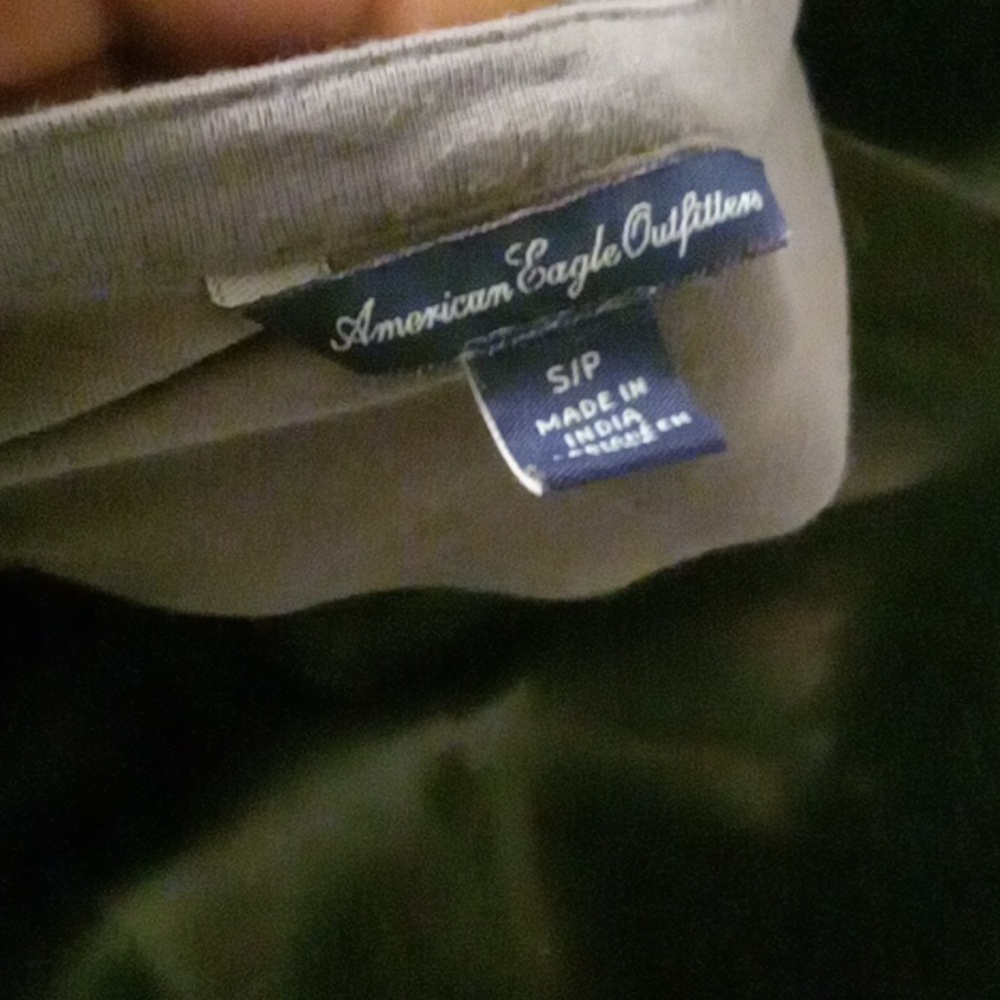 American Eagle Outfitters
S/P
MADE IN
INDIA